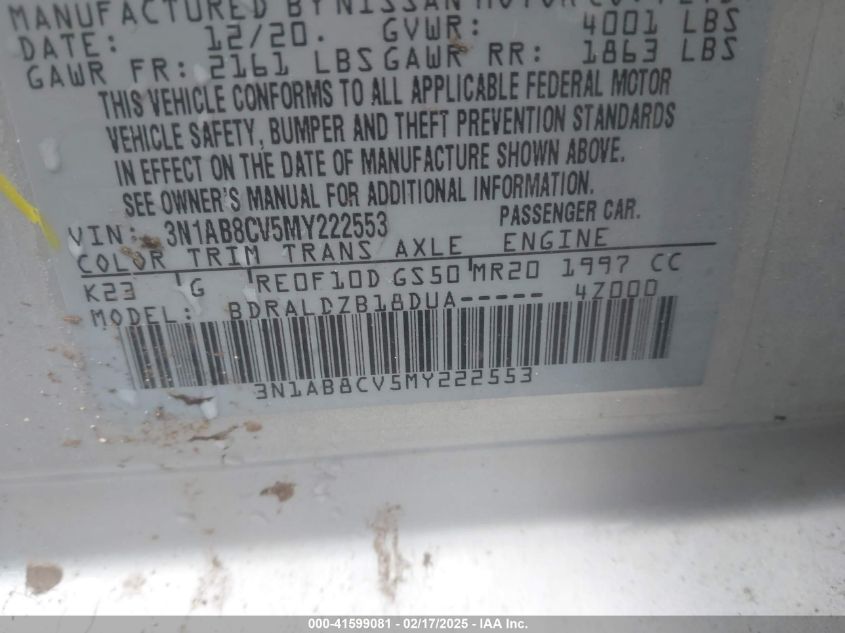 MANUFACTURED BY NISSAN MOTOR
DATE: 12/20. GVWR: 4001 LBS
GAWR FR: 2161 LBS GAWR RR: 1863 LBS
THIS VEHICLE CONFORMS TO ALL APPLICABLE FEDERAL MOTOR
VEHICLE SAFETY, BUMPER AND THEFT PREVENTION STANDARDS
IN EFFECT ON THE DATE OF MANUFACTURE SHOWN ABOVE.
SEE OWNER'S MANUAL FOR ADDITIONAL INFORMATION.
VIN: 3N1AB8CV5MY222553 PASSENGER CAR.
COLOR TRIM TRANS AXLE ENGINE
K23 G RE0F10D GS50 MR20 1997 CC
MODEL: BDRALDZB18DUA----- 4Z000
3N1AB8CV5MY222553
000-41599081 - 02/17/2025 - IAA Inc.